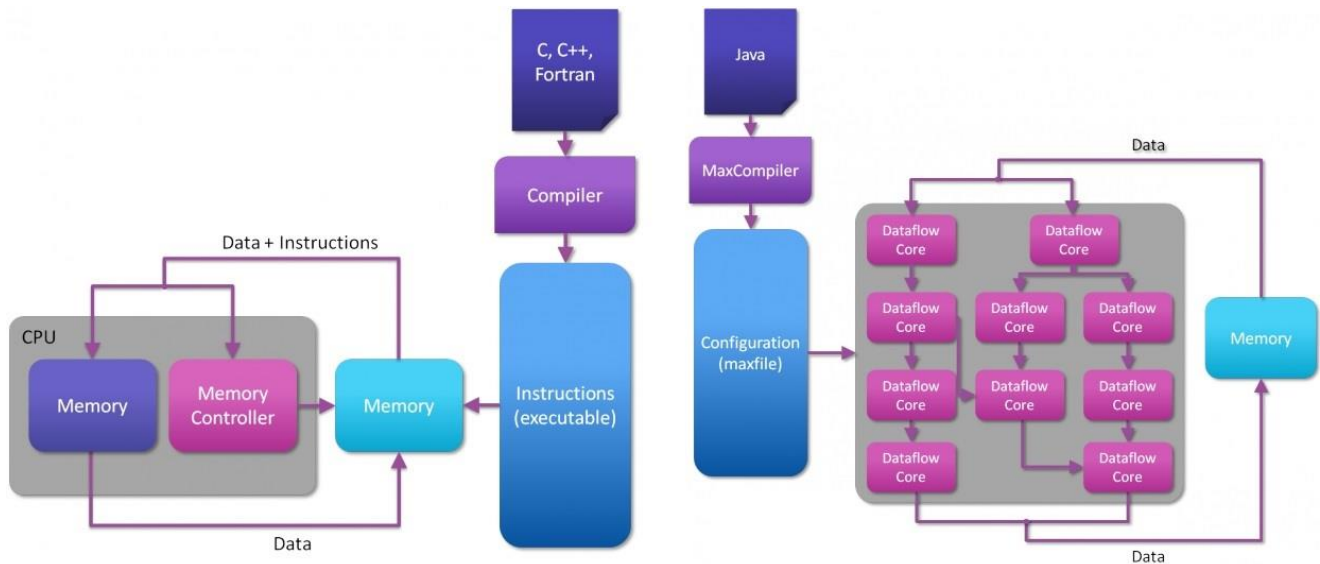 C, C++,
Fortran
Compiler
Data + Instructions
CPU
Memory
Memory
Controller
Memory
Instructions
(executable)
Data
Java
MaxCompiler
Configuration
(maxfile)
Data
Dataflow
Core
Dataflow
Core
Dataflow
Core
Dataflow
Core
Dataflow
Core
Dataflow
Core
Dataflow
Core
Dataflow
Core
Dataflow
Core
Dataflow
Core
Memory
Data